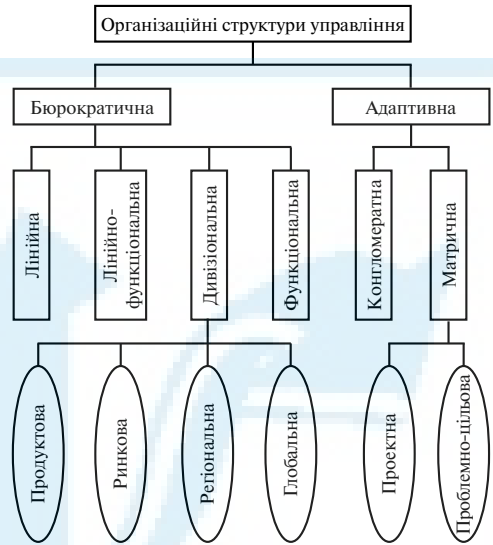 Організаційні структури управління
Бюрократична
Адаптивна
Лінійна
Лінійно-
функціональна
Дивізіональна
Функціональна
Конгломератна
Матрична
Продуктова
Ринкова
Регіональна
Глобальна
Проектна
Проблемно-цільова